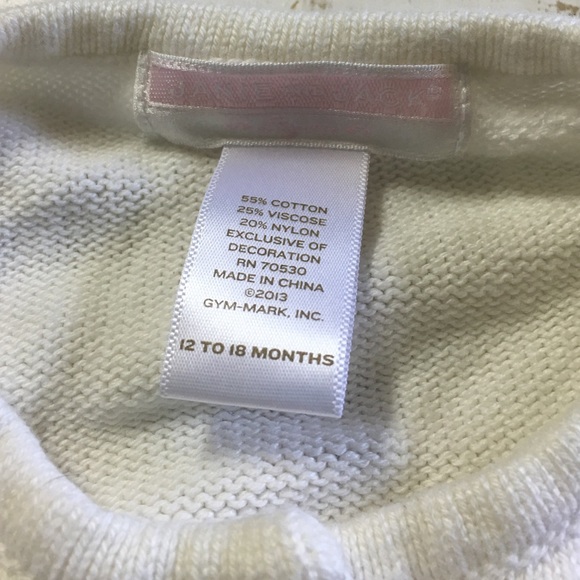 55% COTTON
25% VISCOSE
20% NYLON
EXCLUSIVE OF
DECORATION
RN 70530
MADE IN CHINA
©2013
GYM-MARK, INC.
12 TO 18 MONTHS